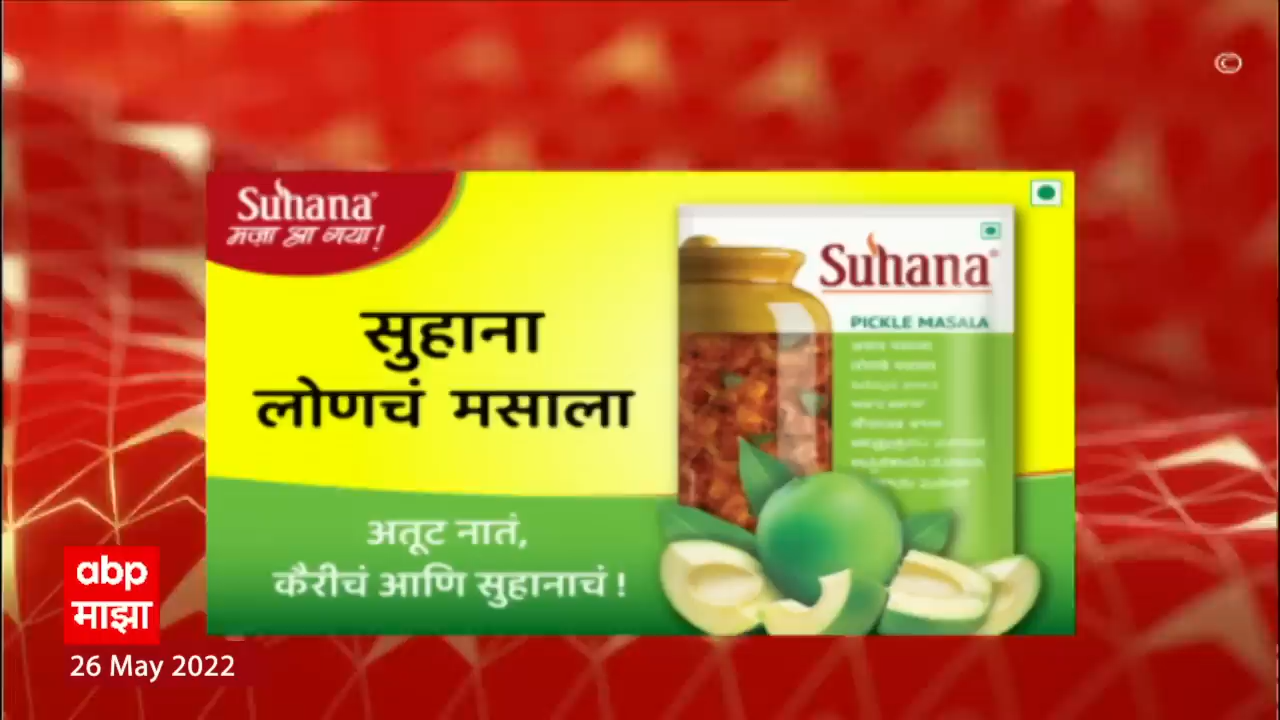 ©
Suhana
मज़ा आ गया!
सुहाना
लोणचं मसाला
अतूट नातं,
कैरीचं आणि सुहानाचं !
Suhana
PICKLE MASALA
abp
माझा
26 May 2022